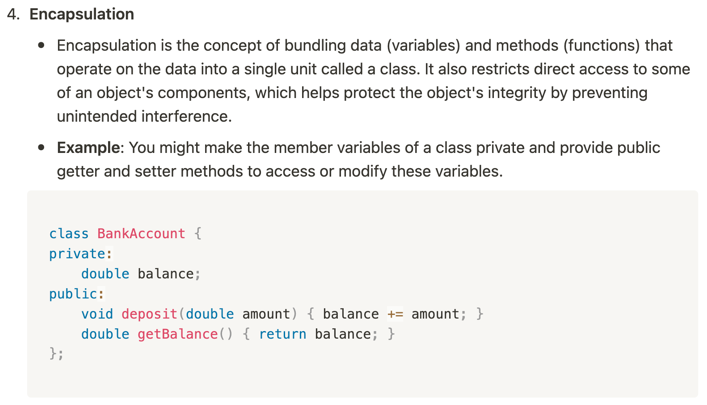 4. Encapsulation
• Encapsulation is the concept of bundling data (variables) and methods (functions) that
operate on the data into a single unit called a class. It also restricts direct access to some
of an object's components, which helps protect the object's integrity by preventing
unintended interference.
• Example: You might make the member variables of a class private and provide public
getter and setter methods to access or modify these variables.
class BankAccount {
private:
    double balance;
public:
    void deposit(double amount) { balance += amount; }
    double getBalance() { return balance; }
};